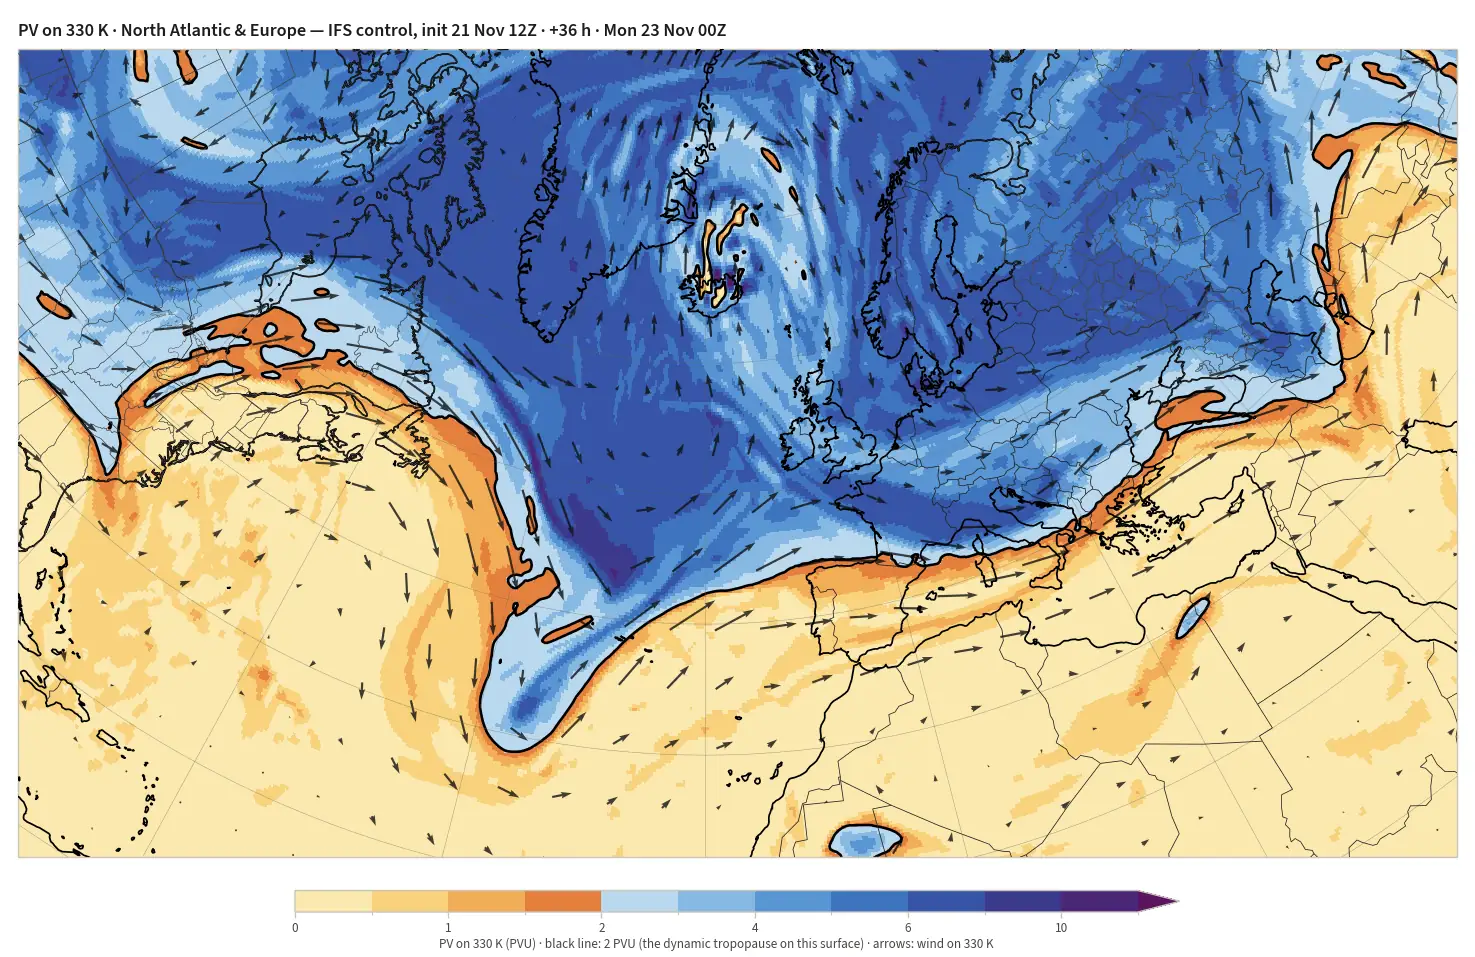 PV on 330 K · North Atlantic & Europe — IFS control, init 21 Nov 12Z · +36 h · Mon 23 Nov 00Z
0 1 2 4 6 10
PV on 330 K (PVU) · black line: 2 PVU (the dynamic tropopause on this surface) · arrows: wind on 330 K